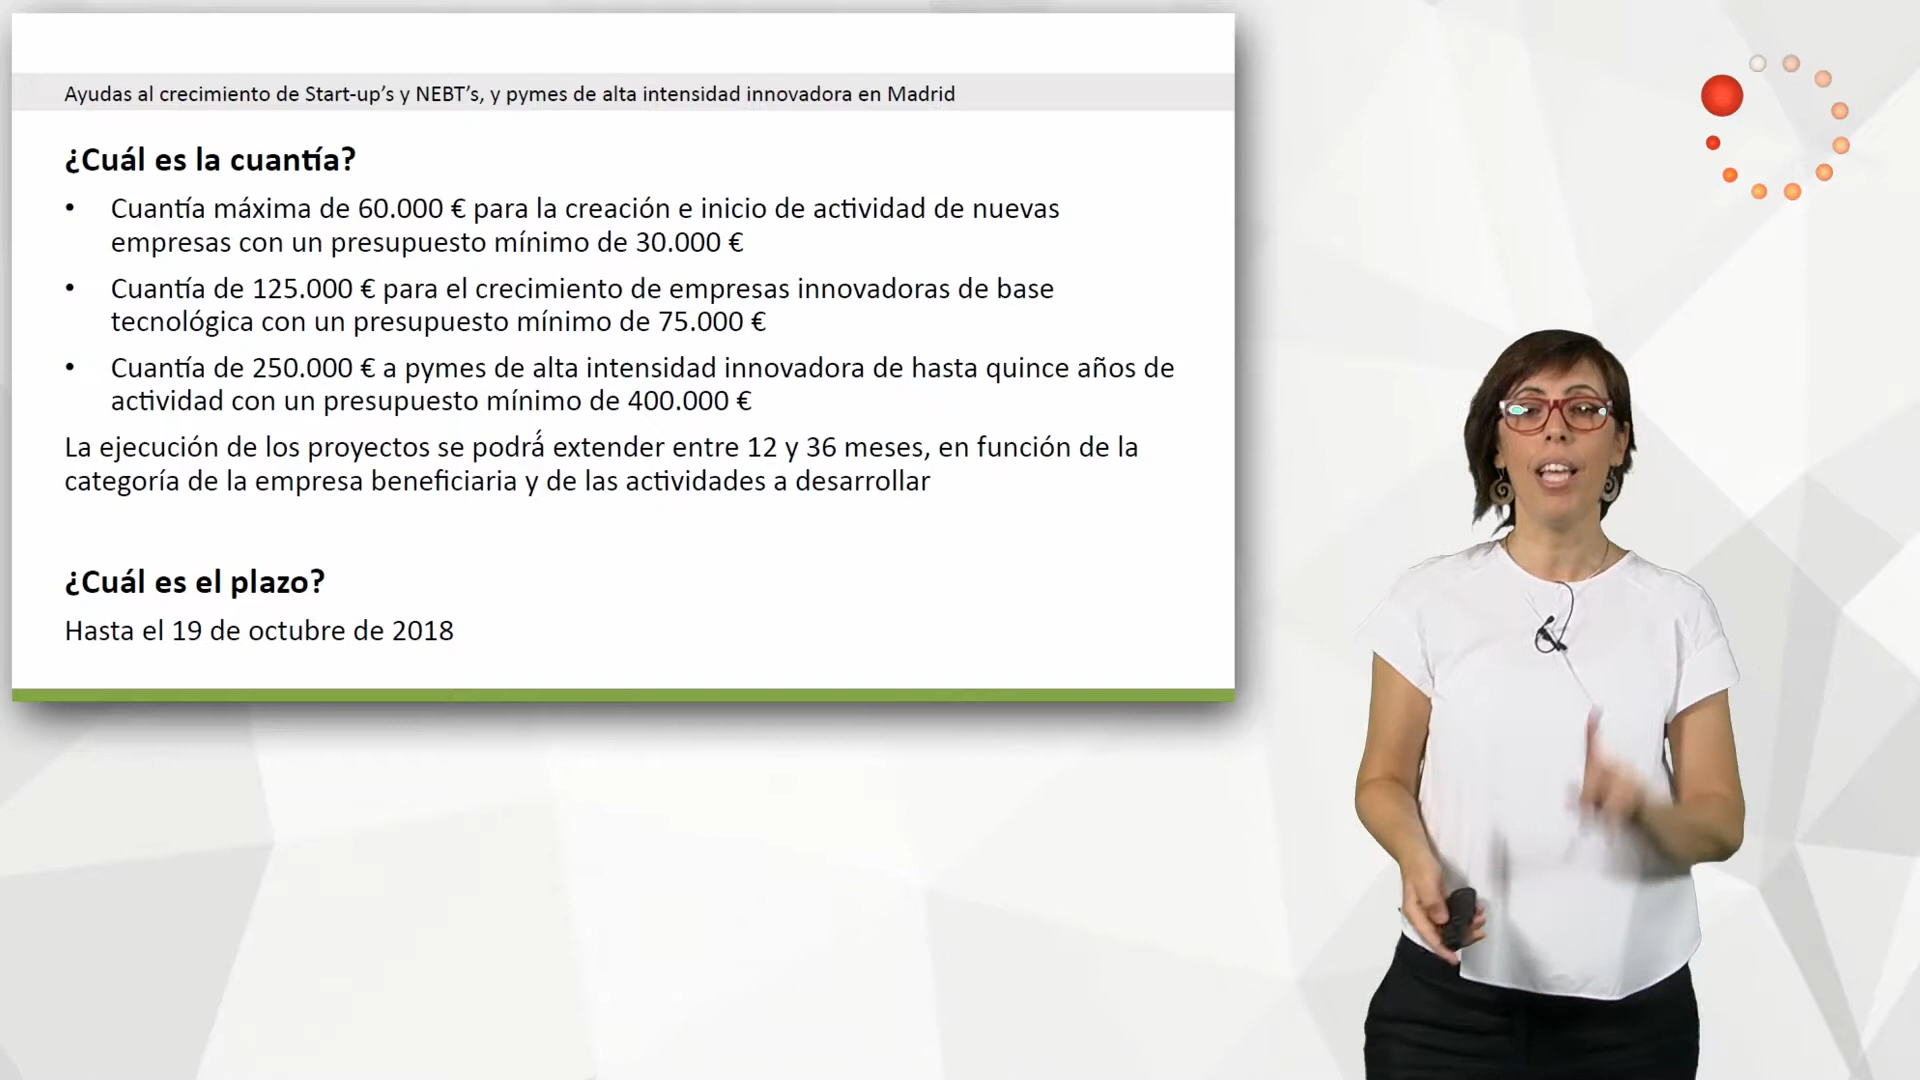 Ayudas al crecimiento de Start-up’s y NEBT’s, y pymes de alta intensidad innovadora en Madrid
¿Cuál es la cuantía?
• Cuantía máxima de 60.000 € para la creación e inicio de actividad de nuevas
empresas con un presupuesto mínimo de 30.000 €
• Cuantía de 125.000 € para el crecimiento de empresas innovadoras de base
tecnológica con un presupuesto mínimo de 75.000 €
• Cuantía de 250.000 € a pymes de alta intensidad innovadora de hasta quince años de
actividad con un presupuesto mínimo de 400.000 €
La ejecución de los proyectos se podrá́ extender entre 12 y 36 meses, en función de la
categoría de la empresa beneficiaria y de las actividades a desarrollar
¿Cuál es el plazo?
Hasta el 19 de octubre de 2018